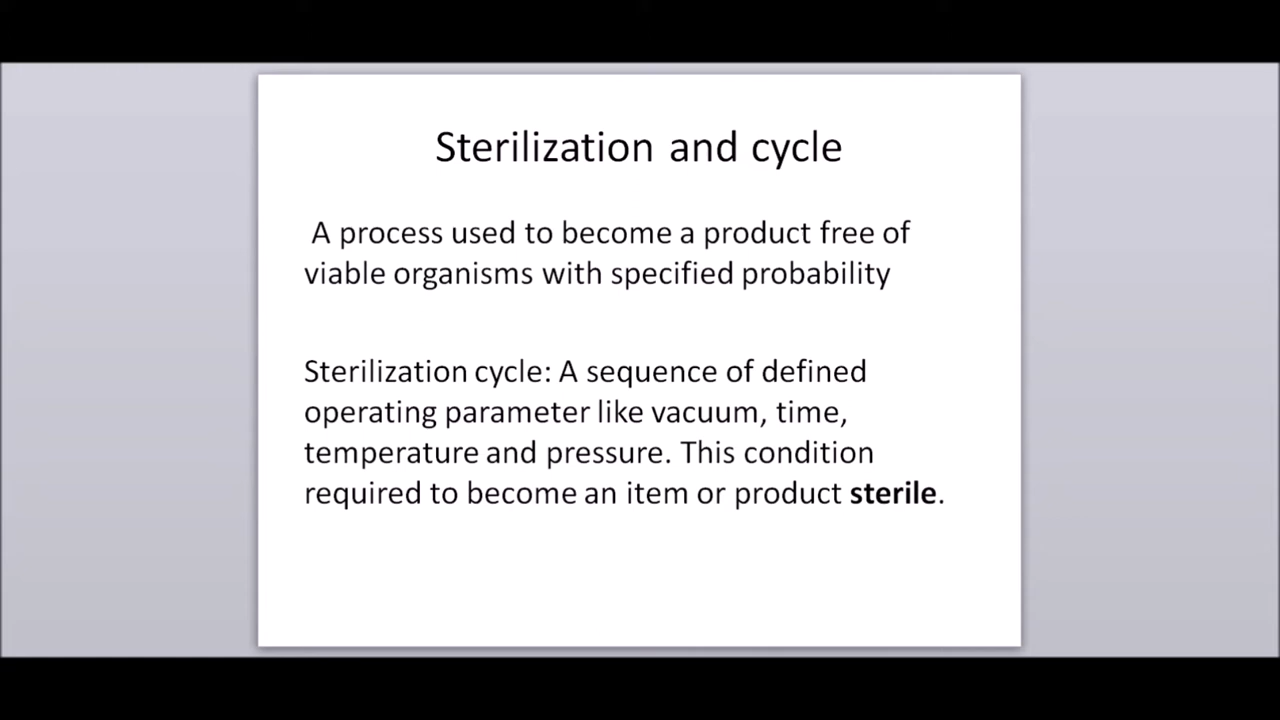 Sterilization and cycle
A process used to become a product free of
viable organisms with specified probability
Sterilization cycle: A sequence of defined
operating parameter like vacuum, time,
temperature and pressure. This condition
required to become an item or product sterile.